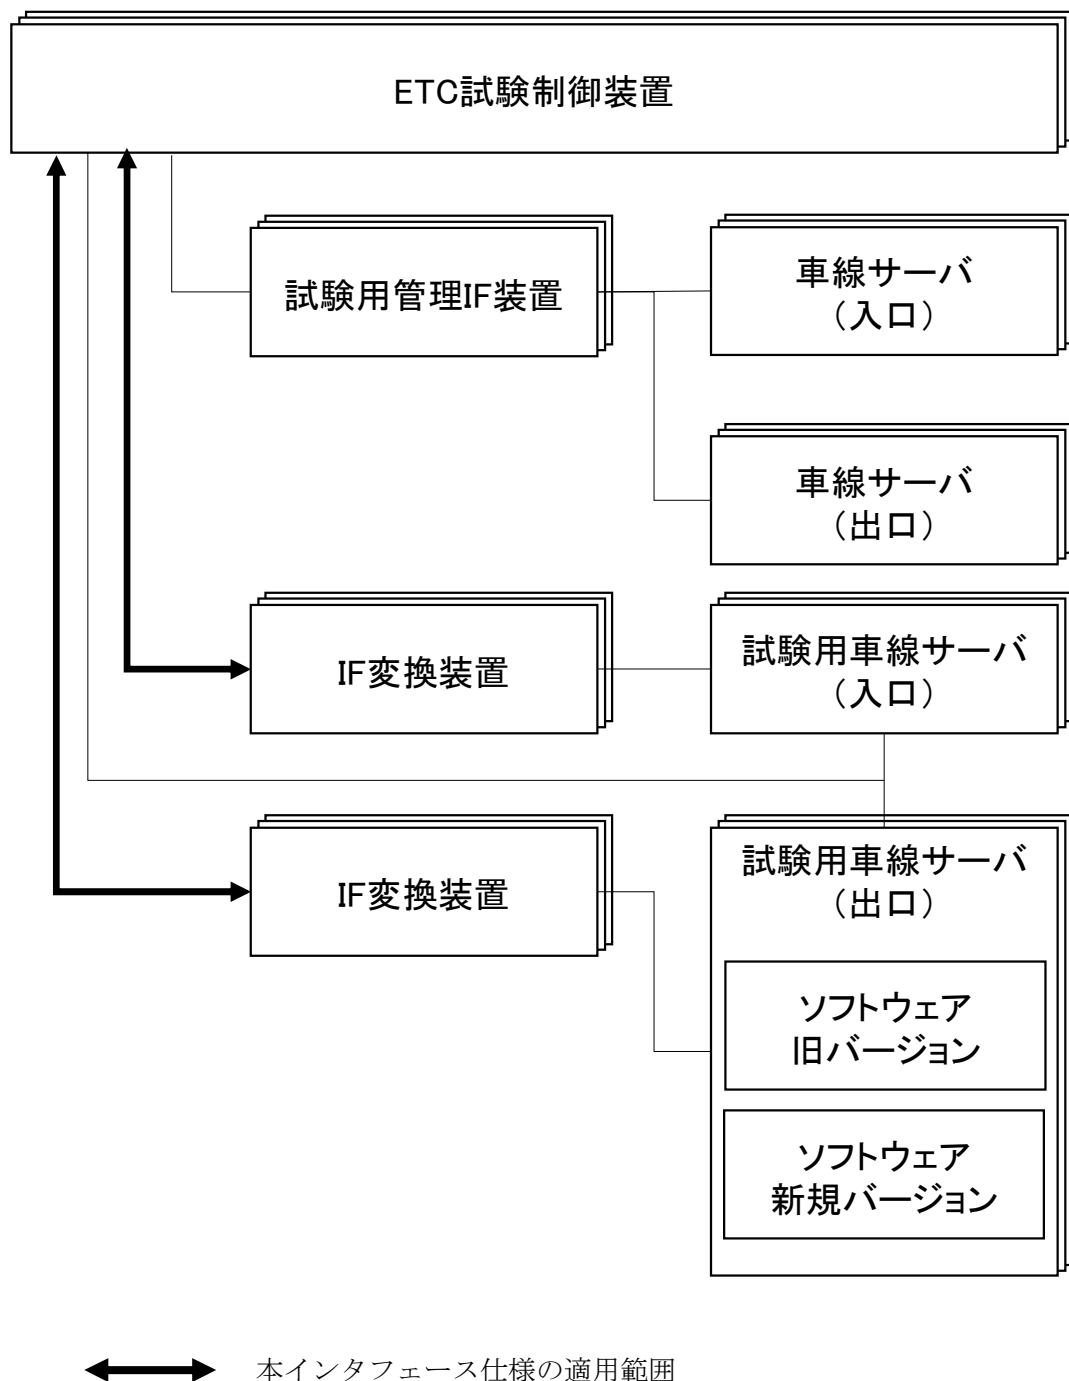 ETC試験制御装置
試験用管理IF装置
車線サーバ
（入口）
車線サーバ
（出口）
IF変換装置
試験用車線サーバ
（入口）
IF変換装置
試験用車線サーバ
（出口）
ソフトウェア
旧バージョン
ソフトウェア
新規バージョン
本インタフェース仕様の適用範囲